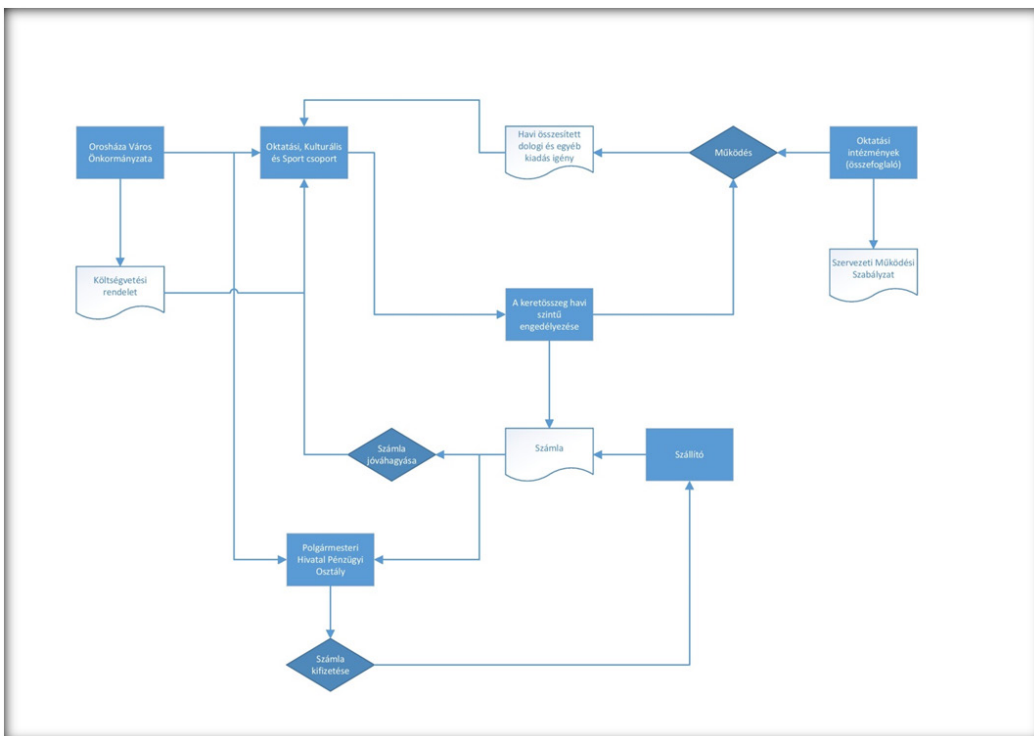 Orosháza Város
Önkormányzata
Oktatási, Kulturális
és Sport csoport
Havi összesített
dologi és egyéb
kiadás igény
Működés
Oktatási
intézmények
(összefoglaló)
Költségvetési
rendelet
Szervezeti Működési
Szabályzat
A keretösszeg havi
szintű
engedélyezése
Számla
jóváhagyása
Számla
Szállító
Polgármesteri
Hivatal Pénzügyi
Osztály
Számla
kifizetése